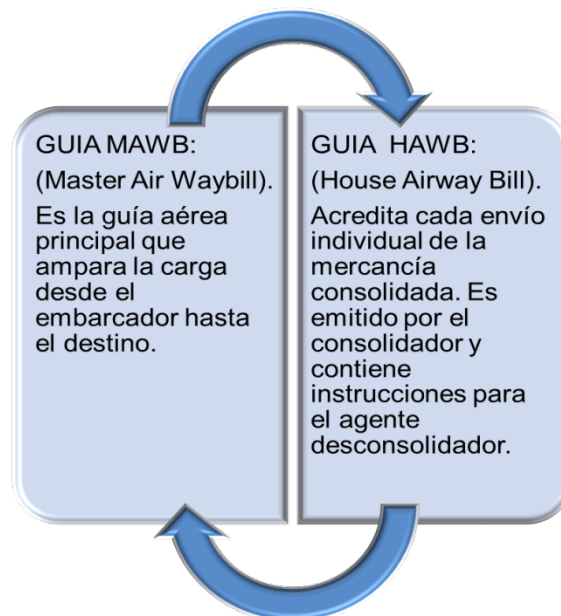 GUIA MAWB:
(Master Air Waybill).
Es la guía aérea
principal que
ampara la carga
desde el
embarcador hasta
el destino.
GUIA HAWB:
(House Airway Bill).
Acredita cada envío
individual de la
mercancía
consolidada. Es
emitido por el
consolidador y
contiene
instrucciones para
el agente
desconsolidador.